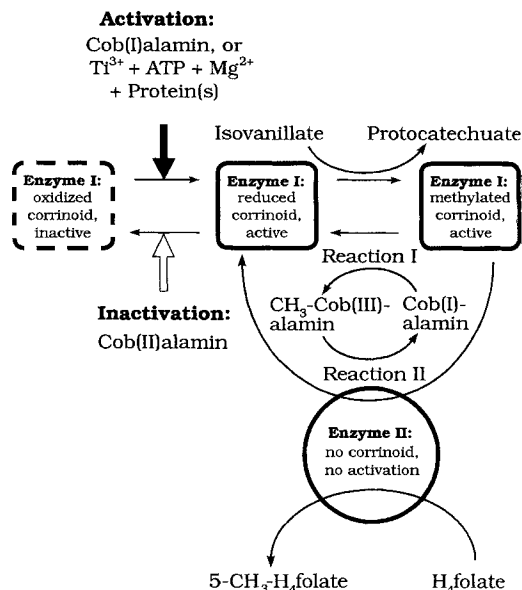 Activation:
Cob(I)alamin, or
Ti³⁺ + ATP + Mg²⁺
+ Protein(s)
Isovanillate
Protocatechuate
Enzyme I:
oxidized
corrinoid,
inactive
Enzyme I:
reduced
corrinoid,
active
Enzyme I:
methylated
corrinoid,
active
Inactivation:
Cob(II)alamin
Reaction I
CH₃-Cob(III)-
alamin
Cob(I)-
alamin
Reaction II
Enzyme II:
no corrinoid,
no activation
5-CH₃-H₄folate
H₄folate